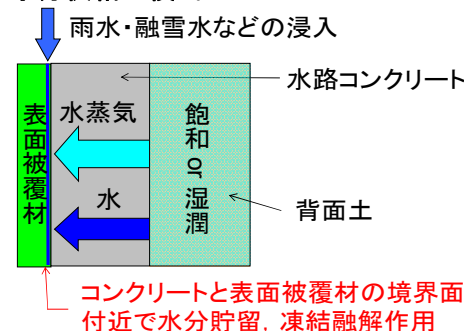 雨水・融雪水などの浸入
水路コンクリート
表面被覆材
水蒸気
飽和or湿潤
水
背面土
コンクリートと表面被覆材の境界面
付近で水分貯留，凍結融解作用